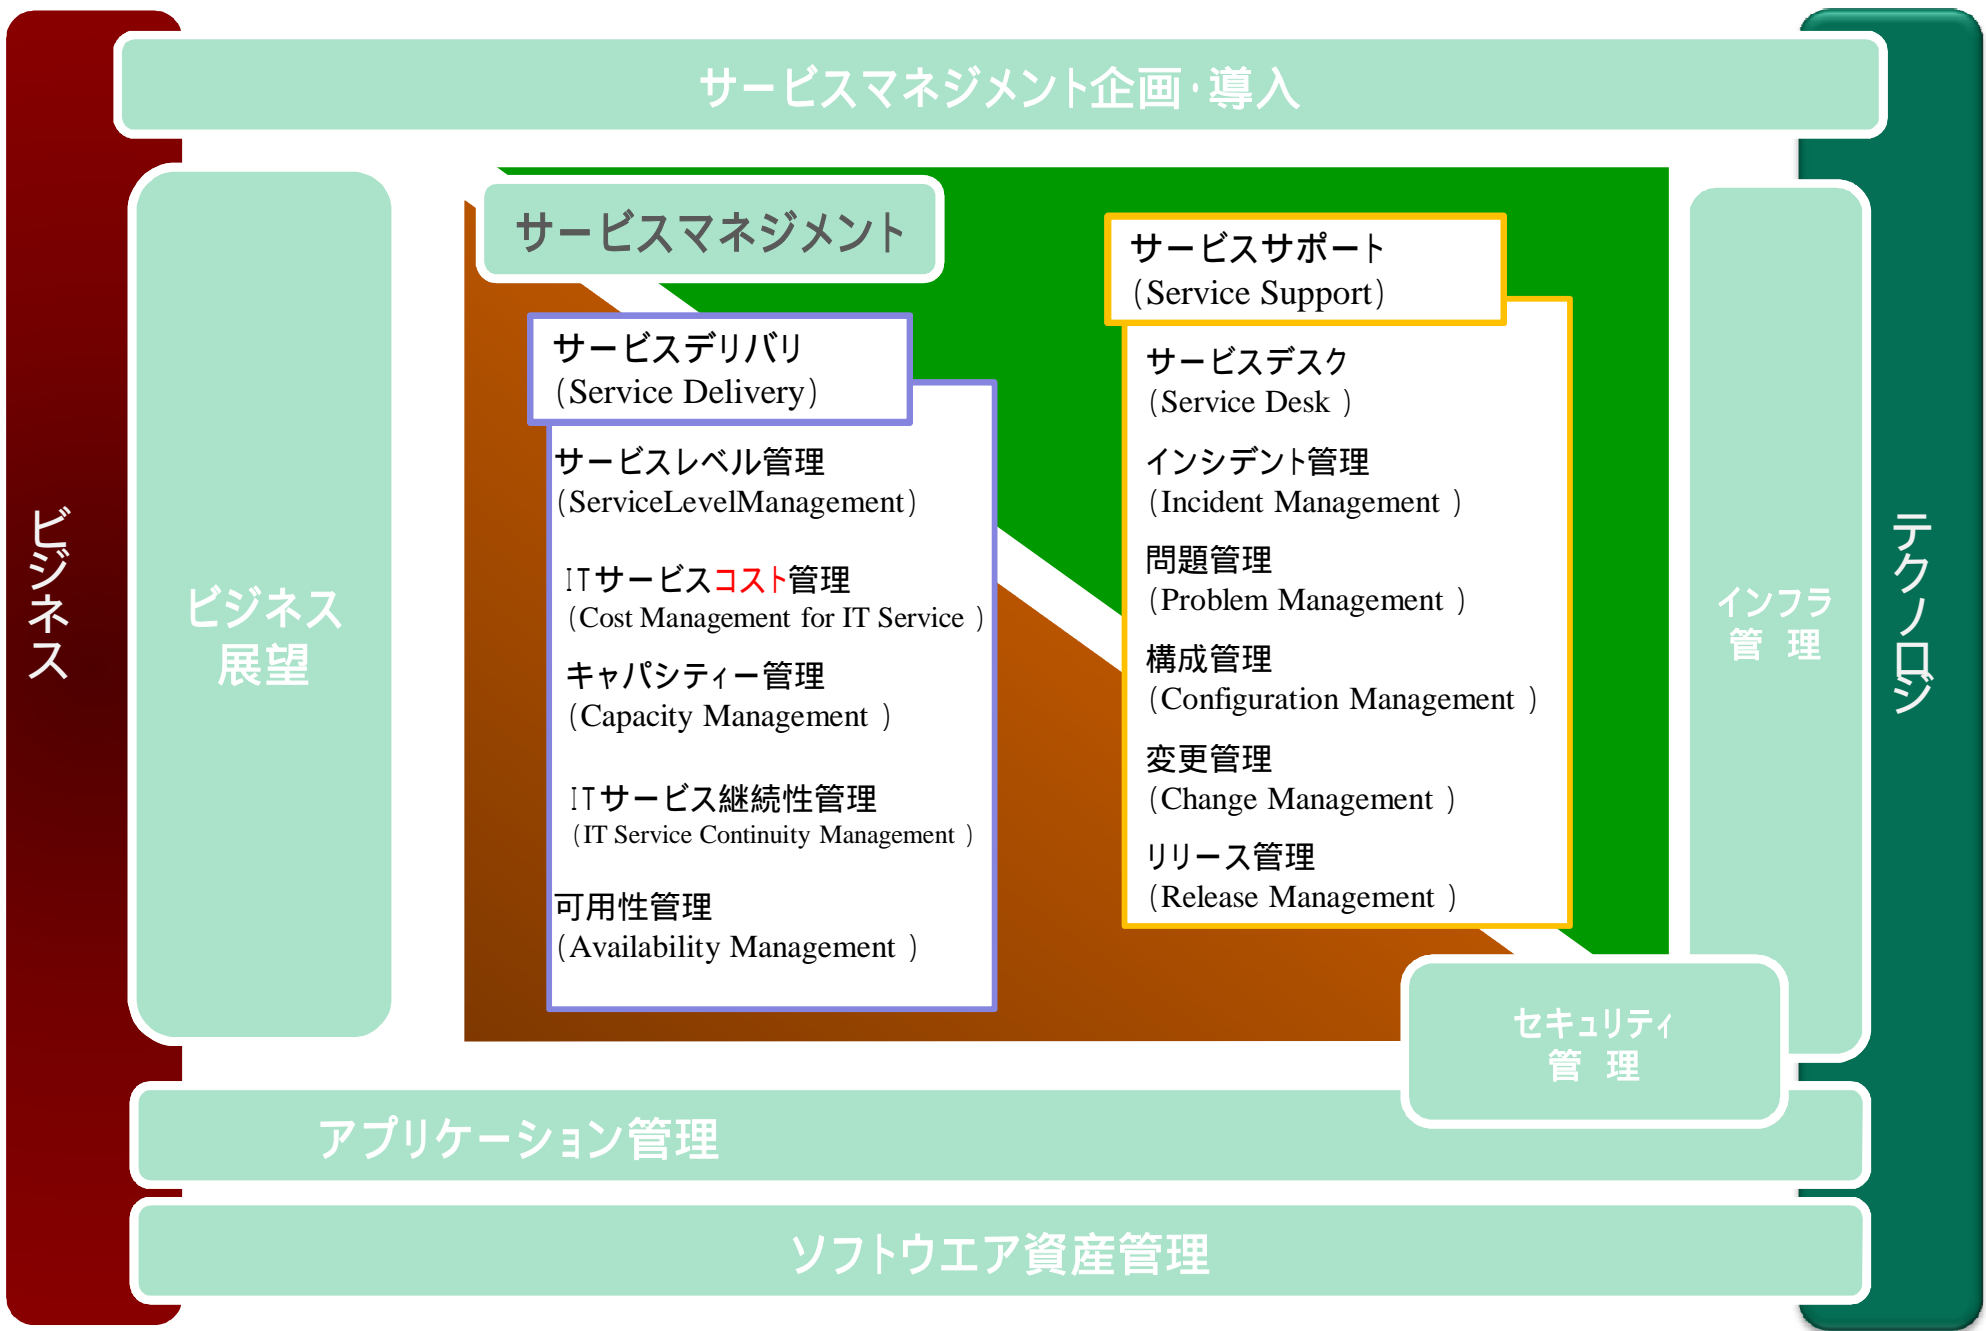 サービスマネジメント企画・導入
ビジネス
ビジネス
展望
サービスマネジメント
サービスデリバリ
(Service Delivery)
サービスレベル管理
(ServiceLevelManagement)
ITサービスコスト管理
(Cost Management for IT Service )
キャパシティー管理
(Capacity Management )
ITサービス継続性管理
(IT Service Continuity Management )
可用性管理
(Availability Management )
サービスサポート
(Service Support)
サービスデスク
(Service Desk )
インシデント管理
(Incident Management )
問題管理
(Problem Management )
構成管理
(Configuration Management )
変更管理
(Change Management )
リリース管理
(Release Management )
インフラ
管 理
テクノロジ
セキュリティ
管 理
アプリケーション管理
ソフトウエア資産管理